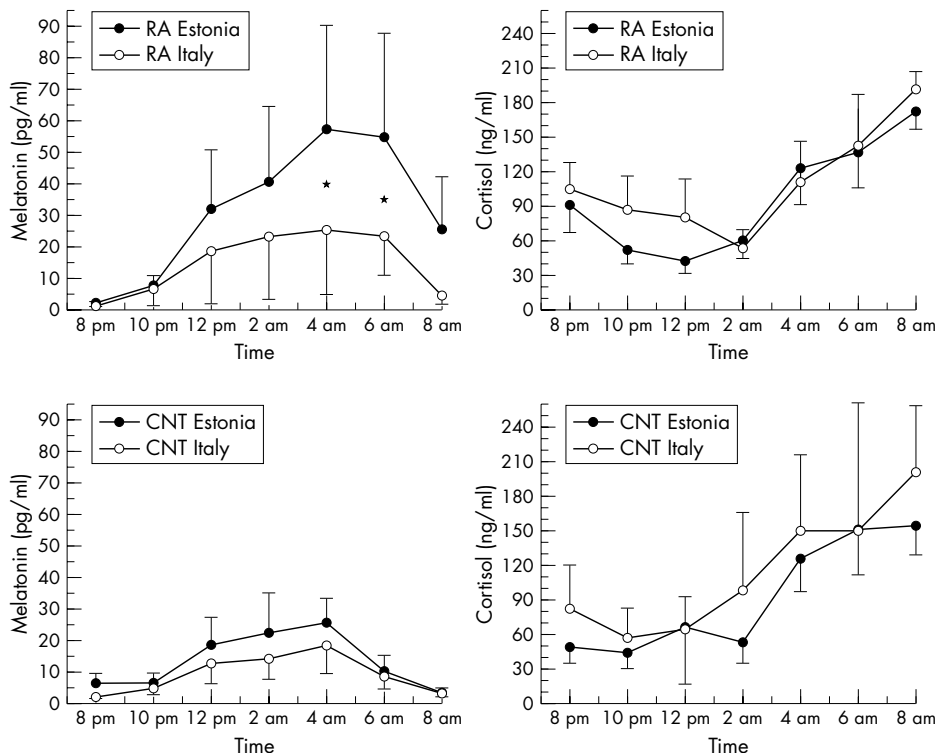 RA Estonia
RA Italy
Melatonin (pg/ml)
90
80
70
60
50
40
30
20
10
0
8 pm 10 pm 12 pm 2 am 4 am 6 am 8 am
Time
RA Estonia
RA Italy
Cortisol (ng/ml)
240
210
180
150
120
90
60
30
0
8 pm 10 pm 12 pm 2 am 4 am 6 am 8 am
Time
CNT Estonia
CNT Italy
Melatonin (pg/ml)
90
80
70
60
50
40
30
20
10
0
8 pm 10 pm 12 pm 2 am 4 am 6 am 8 am
Time
CNT Estonia
CNT Italy
Cortisol (ng/ml)
240
210
180
150
120
90
60
30
0
8 pm 10 pm 12 pm 2 am 4 am 6 am 8 am
Time